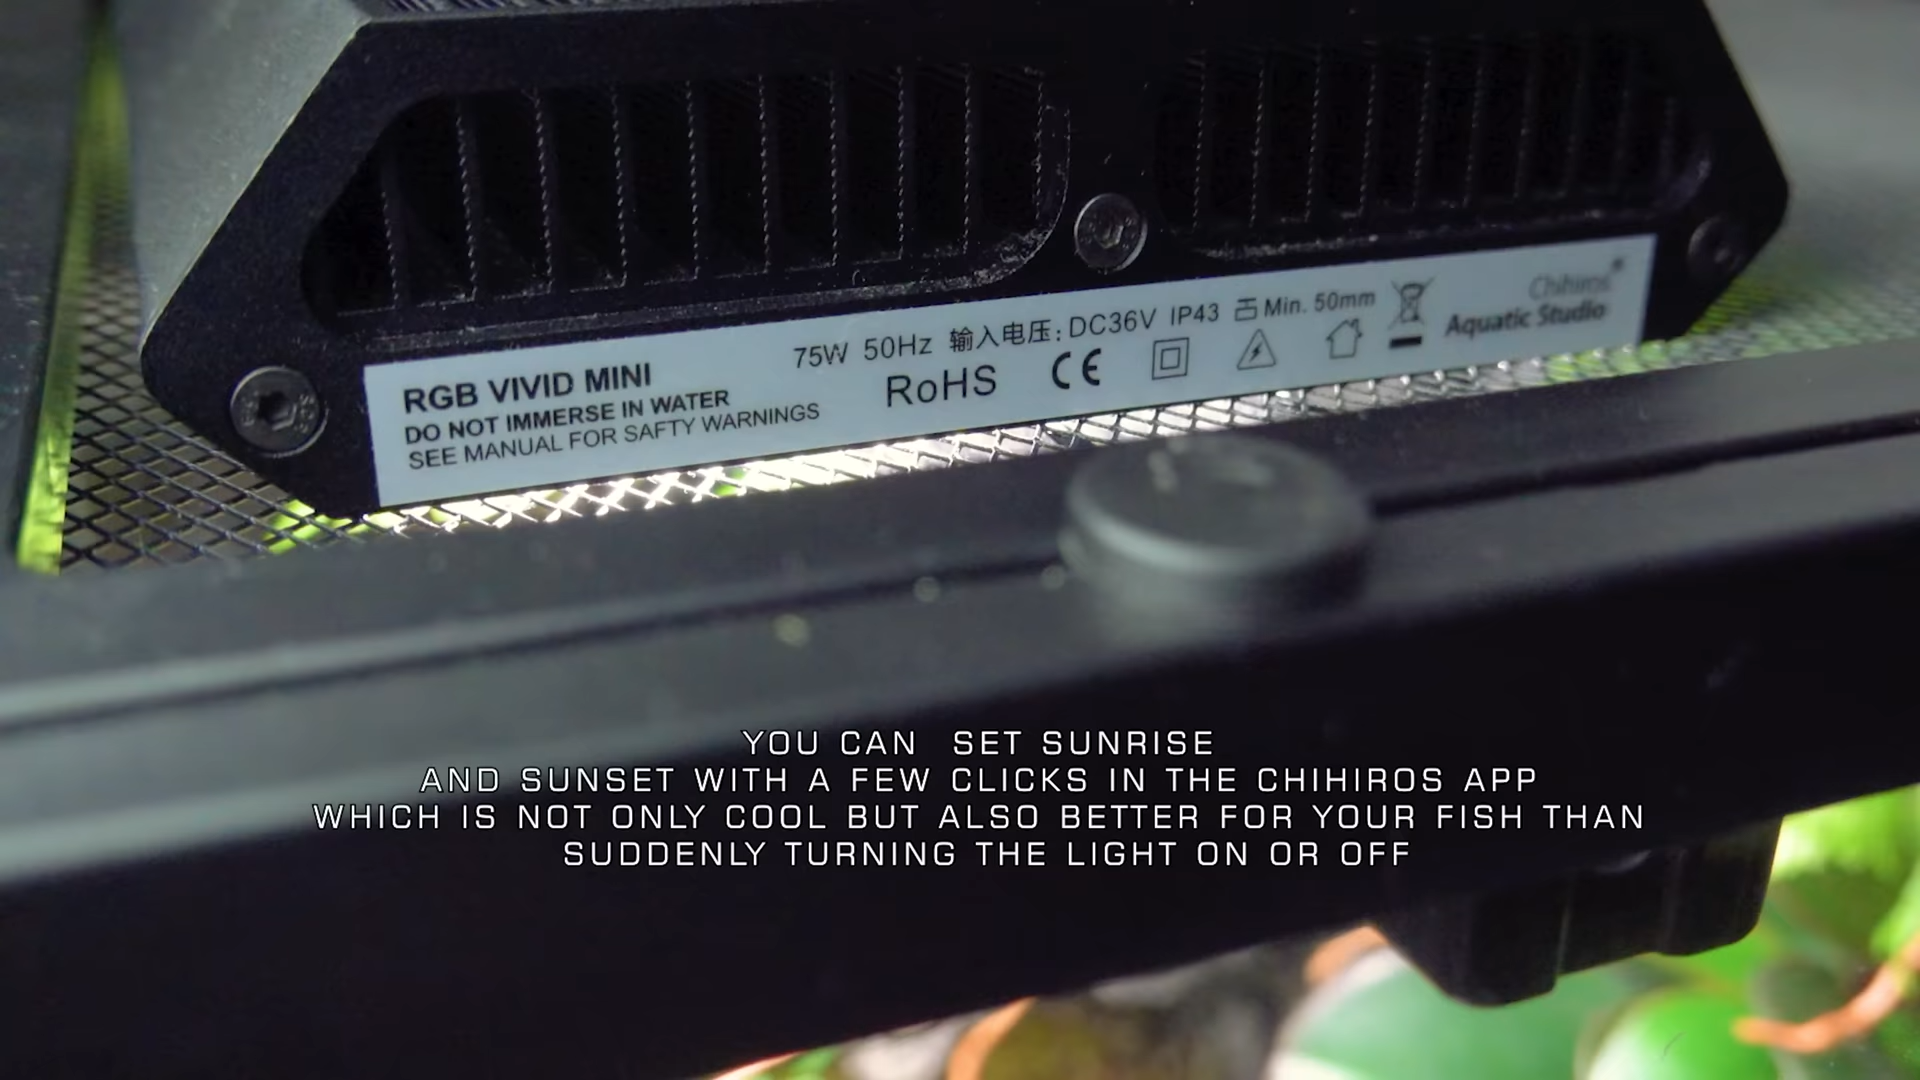 Chihiros
Aquatic Studio
75W 50Hz 输入电压: DC36V IP43 Min. 50mm
RoHS CE
RGB VIVID MINI
DO NOT IMMERSE IN WATER
SEE MANUAL FOR SAFTY WARNINGS
YOU CAN SET SUNRISE
AND SUNSET WITH A FEW CLICKS IN THE CHIHIROS APP
WHICH IS NOT ONLY COOL BUT ALSO BETTER FOR YOUR FISH THAN
SUDDENLY TURNING THE LIGHT ON OR OFF